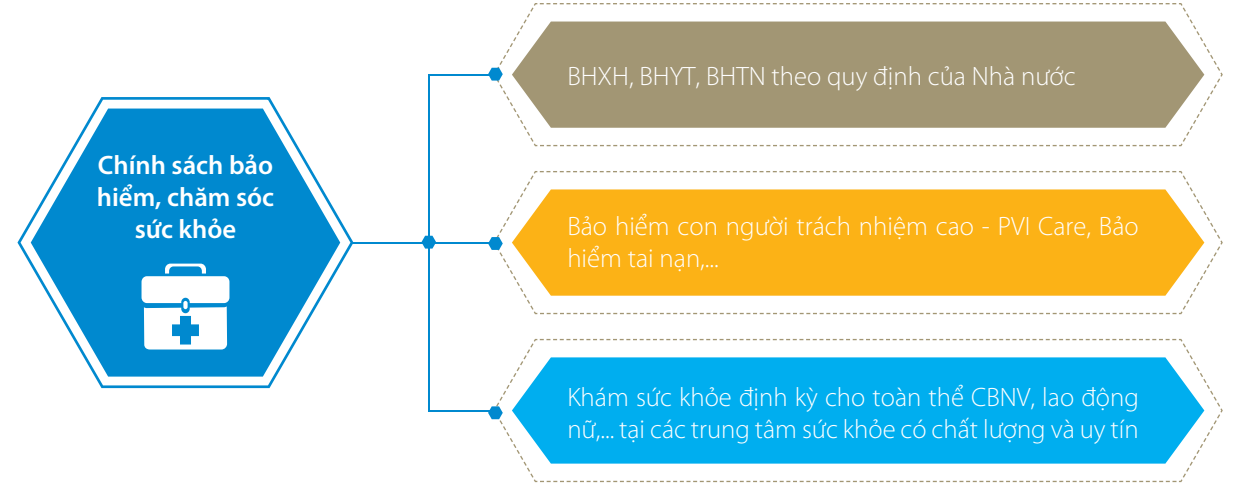 Chính sách bảo
hiểm, chăm sóc
sức khỏe
BHXH, BHYT, BHTN theo quy định của Nhà nước
Bảo hiểm con người trách nhiệm cao - PVI Care, Bảo
hiểm tai nạn,...
Khám sức khỏe định kỳ cho toàn thể CBNV, lao động
nữ,... tại các trung tâm sức khỏe có chất lượng và uy tín